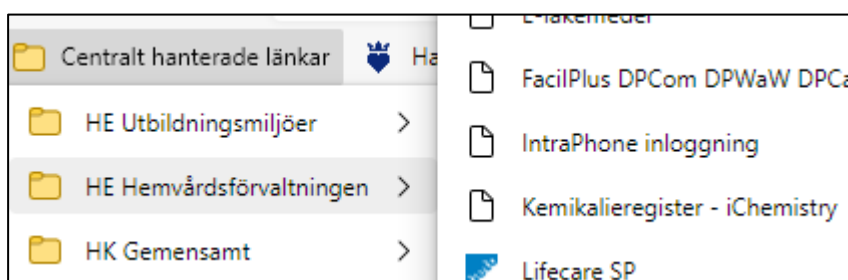 Centralt hanterade länkar
HE Utbildningsmiljöer
HE Hemvårdsförvaltningen
HK Gemensamt
FacilPlus DPCom DPWaW
IntraPhone inloggning
Kemikalieregister - iChemistry
Lifecare SP